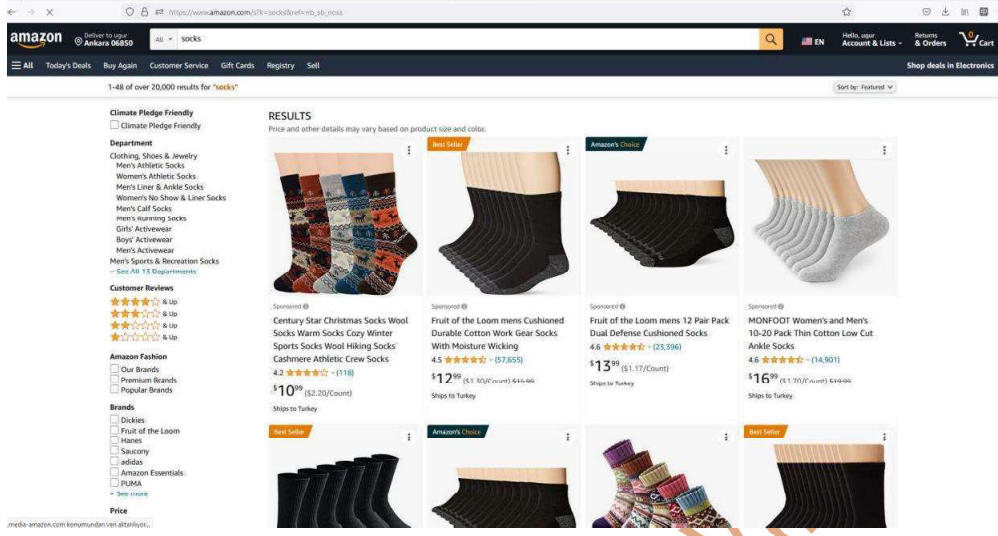 https://www.amazon.com/s?k=socks&ref=nb_sb_noss
amazon
Deliver to ugur
Ankara 06850
All
socks
EN
Hello, ugur
Account & Lists
Returns
& Orders
0
Cart
All Today's Deals Buy Again Customer Service Gift Cards Registry Sell
Shop deals in Electronics
1-48 of over 20,000 results for "socks"
Sort by: Featured
Climate Pledge Friendly
Climate Pledge Friendly
Department
Clothing, Shoes & Jewelry
Men's Athletic Socks
Women's Athletic Socks
Men's Liner & Ankle Socks
Women's No Show & Liner Socks
Men's Calf Socks
Men's Running Socks
Girls' Activewear
Boys' Activewear
Men's Activewear
Men's Sports & Recreation Socks
See All 13 Departments
Customer Reviews
& Up
& Up
& Up
& Up
Amazon Fashion
Our Brands
Premium Brands
Popular Brands
Brands
Dickies
Fruit of the Loom
Hanes
Saucony
adidas
Amazon Essentials
PUMA
See more
Price
RESULTS
Price and other details may vary based on product size and color.
Sponsored
Century Star Christmas Socks Wool
Socks Warm Socks Cozy Winter
Sports Socks Wool Hiking Socks
Cashmere Athletic Crew Socks
4.2 (118)
$10.99 ($2.20/Count)
Ships to Turkey
Best Seller
Sponsored
Fruit of the Loom mens Cushioned
Durable Cotton Work Gear Socks
With Moisture Wicking
4.5 (57,655)
$12.99 ($1.30/Count) $15.99
Ships to Turkey
Amazon's Choice
Sponsored
Fruit of the Loom mens 12 Pair Pack
Dual Defense Cushioned Socks
4.6 (23,396)
$13.99 ($1.17/Count)
Ships to Turkey
Sponsored
MONFOOT Women's and Men's
10-20 Pack Thin Cotton Low Cut
Ankle Socks
4.6 (14,901)
$16.99 ($1.70/Count) $19.99
Ships to Turkey
Best Seller
Amazon's Choice
Best Seller
.media-amazon.com konumundan veri aktarılıyor...